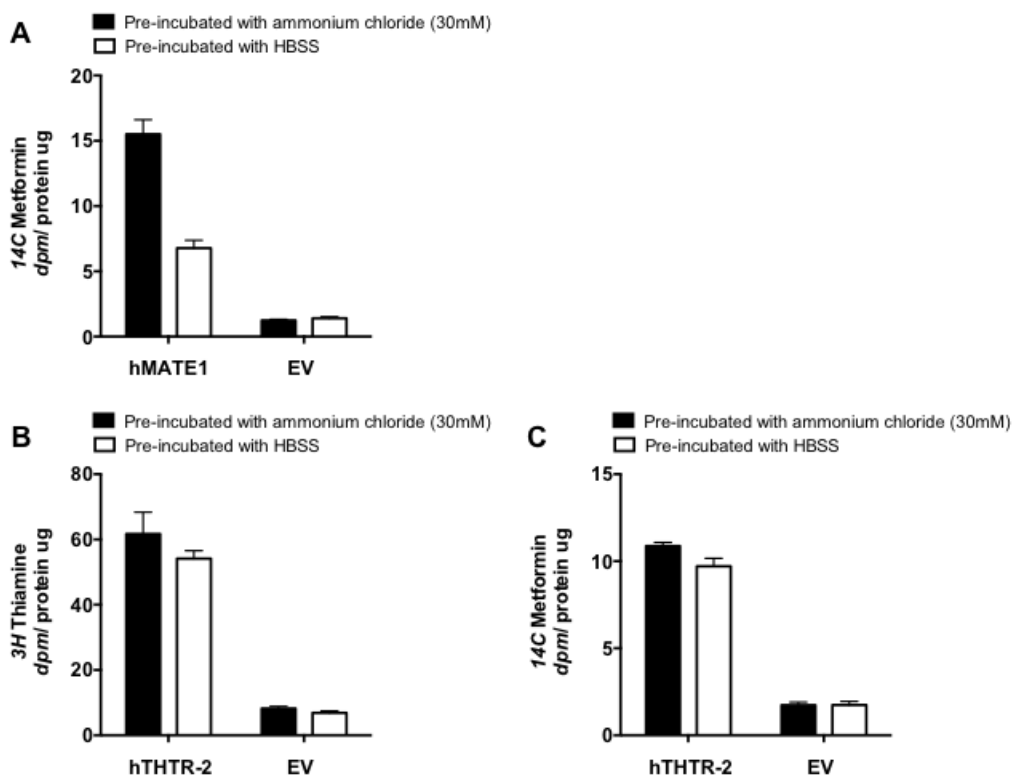 A
Pre-incubated with ammonium chloride (30mM)
Pre-incubated with HBSS
20
15
10
5
0
14C Metformin
dpm/ protein ug
hMATE1 EV
B
Pre-incubated with ammonium chloride (30mM)
Pre-incubated with HBSS
80
60
40
20
0
3H Thiamine
dpm/ protein ug
hTHTR-2 EV
C
Pre-incubated with ammonium chloride (30mM)
Pre-incubated with HBSS
15
10
5
0
14C Metformin
dpm/ protein ug
hTHTR-2 EV